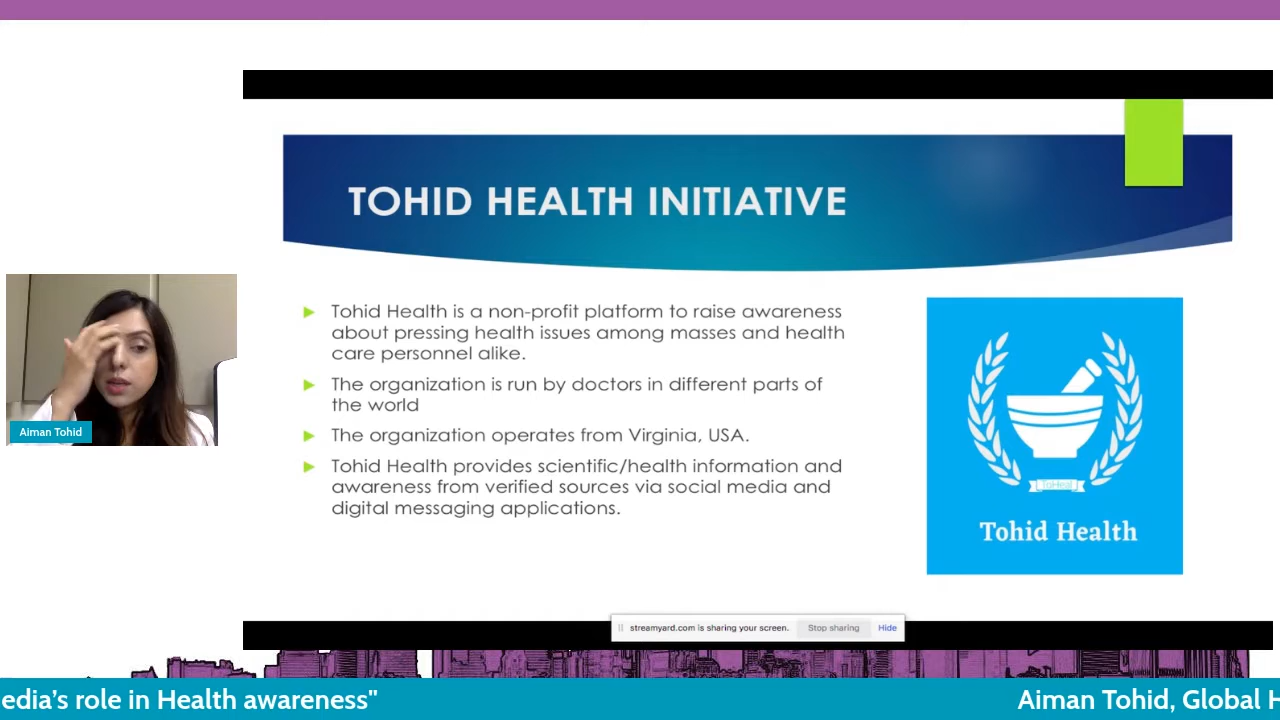 TOHID HEALTH INITIATIVE
Tohid Health is a non-profit platform to raise awareness
about pressing health issues among masses and health
care personnel alike.
The organization is run by doctors in different parts of
the world
The organization operates from Virginia, USA.
Tohid Health provides scientific/health information and
awareness from verified sources via social media and
digital messaging applications.
ToHeal
Tohid Health
Aiman Tohid
streamyard.com is sharing your screen. Stop sharing Hide
edia's role in Health awareness" Aiman Tohid, Global H